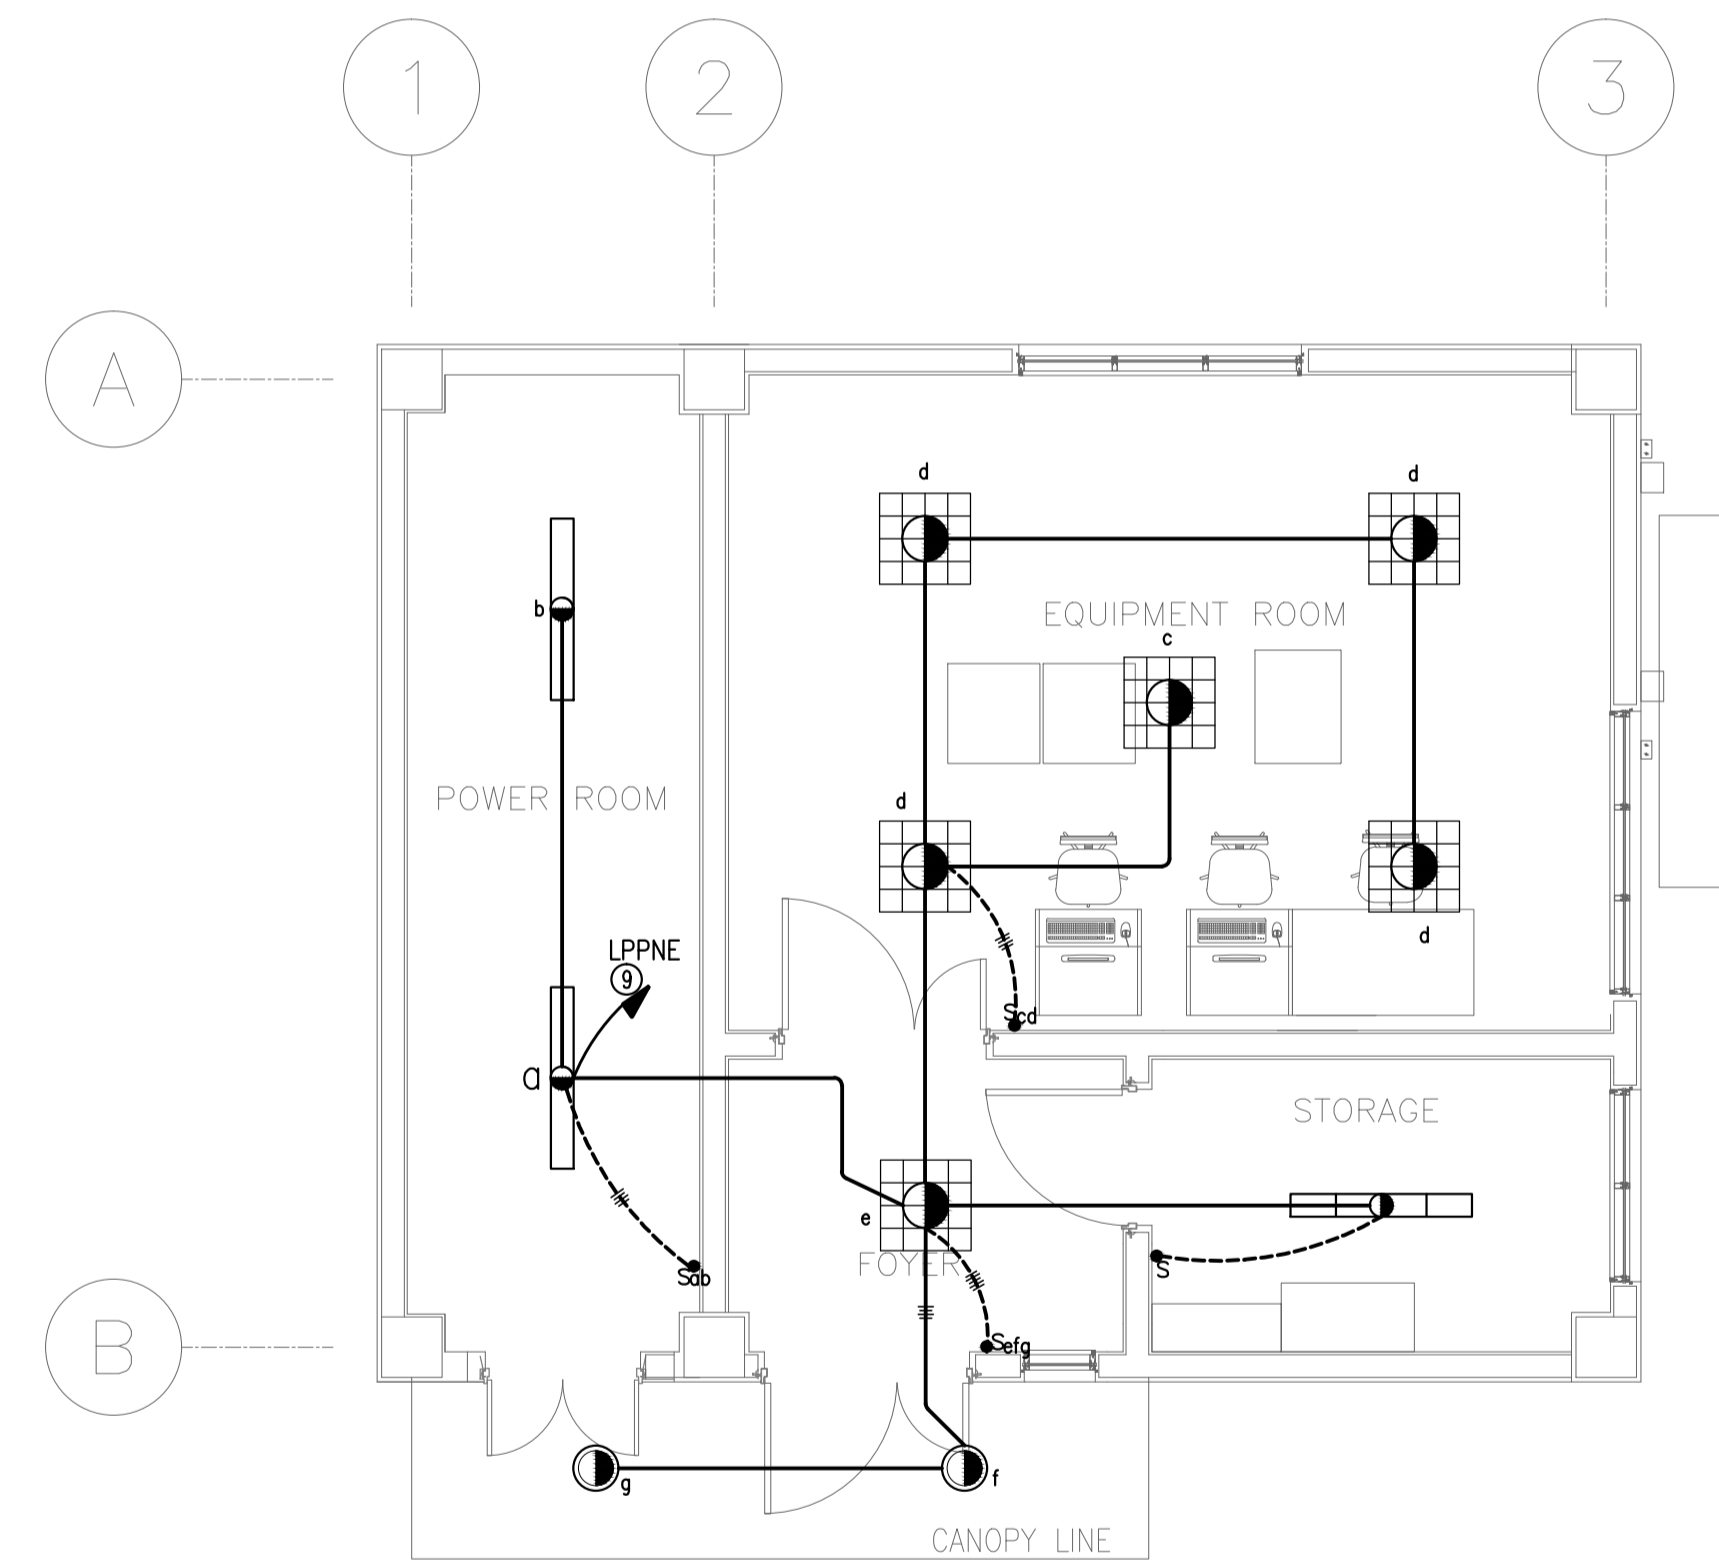 1
2
3
A
d
d
EQUIPMENT ROOM
b
c
POWER ROOM
d
d
LPPNE
9
Scd
a
STORAGE
e
FOYER
S
Sab
B
Sefg
g
f
CANOPY LINE